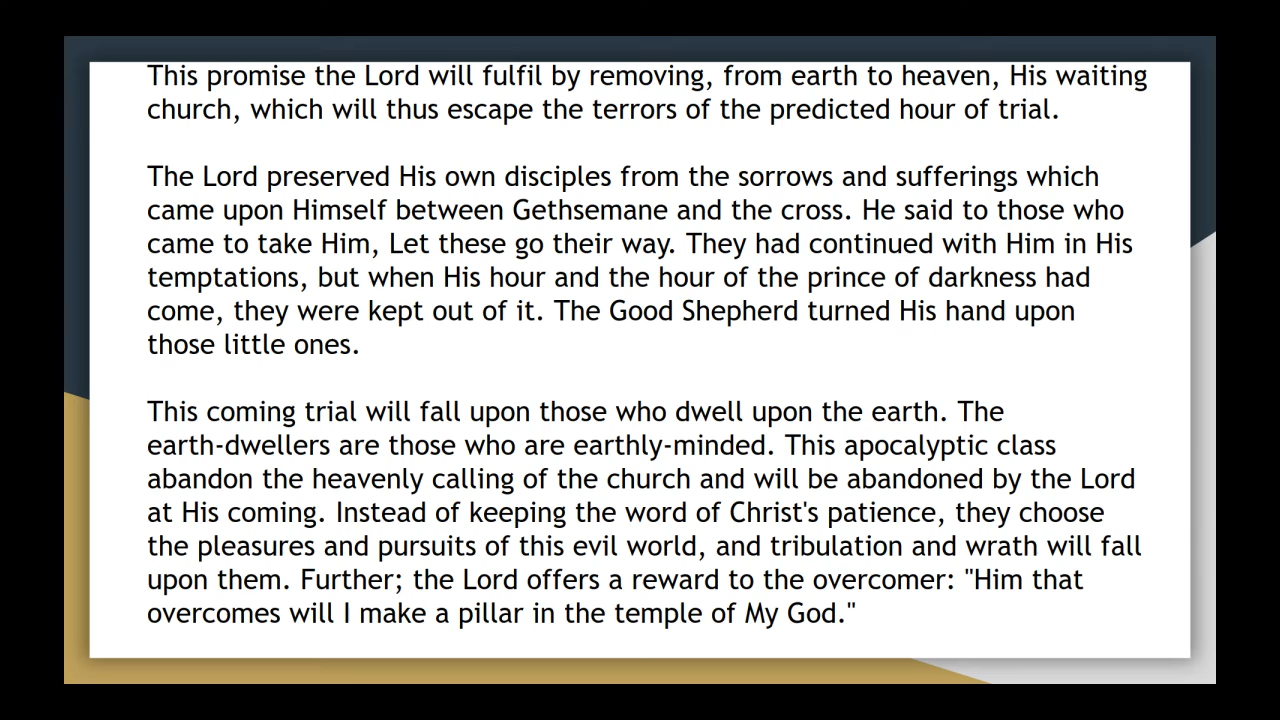 This promise the Lord will fulfil by removing, from earth to heaven, His waiting
church, which will thus escape the terrors of the predicted hour of trial.
The Lord preserved His own disciples from the sorrows and sufferings which
came upon Himself between Gethsemane and the cross. He said to those who
came to take Him, Let these go their way. They had continued with Him in His
temptations, but when His hour and the hour of the prince of darkness had
come, they were kept out of it. The Good Shepherd turned His hand upon
those little ones.
This coming trial will fall upon those who dwell upon the earth. The
earth-dwellers are those who are earthly-minded. This apocalyptic class
abandon the heavenly calling of the church and will be abandoned by the Lord
at His coming. Instead of keeping the word of Christ's patience, they choose
the pleasures and pursuits of this evil world, and tribulation and wrath will fall
upon them. Further; the Lord offers a reward to the overcomer: "Him that
overcomes will I make a pillar in the temple of My God."